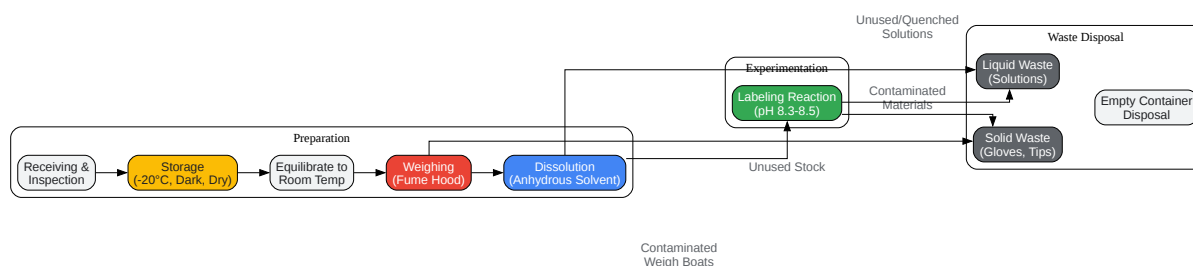 Unused/Quenched
Solutions
Waste Disposal
Experimentation
Liquid Waste
(Solutions)
Labeling Reaction
(pH 8.3-8.5)
Contaminated
Materials
Empty Container
Disposal
Preparation
Solid Waste
(Gloves, Tips)
Receiving &
Inspection
Storage
(-20°C, Dark, Dry)
Equilibrate to
Room Temp
Weighing
(Fume Hood)
Dissolution
(Anhydrous Solvent)
Unused Stock
Contaminated
Weigh Boats